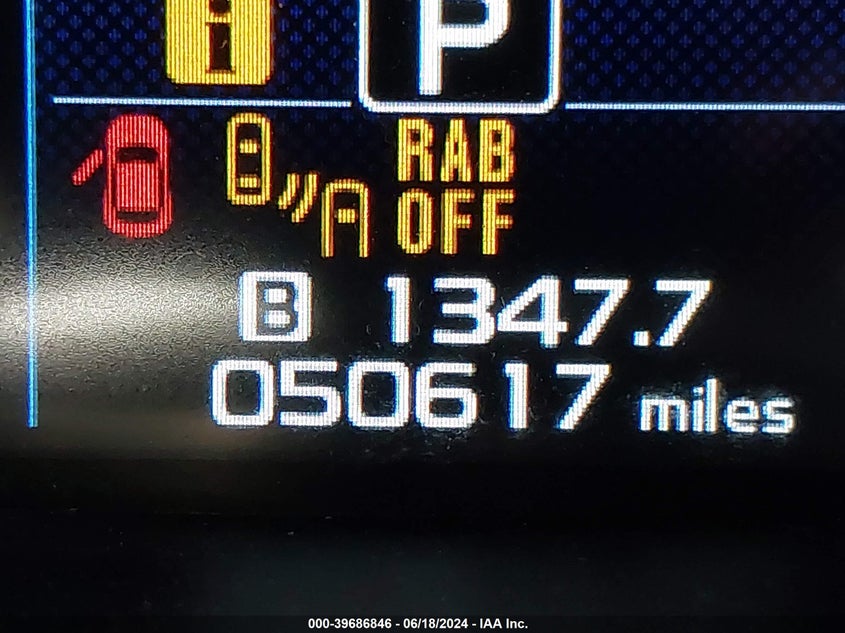 P
RAB
OFF
B 1347.7
050617 miles
000-39686846 - 06/18/2024 - IAA Inc.